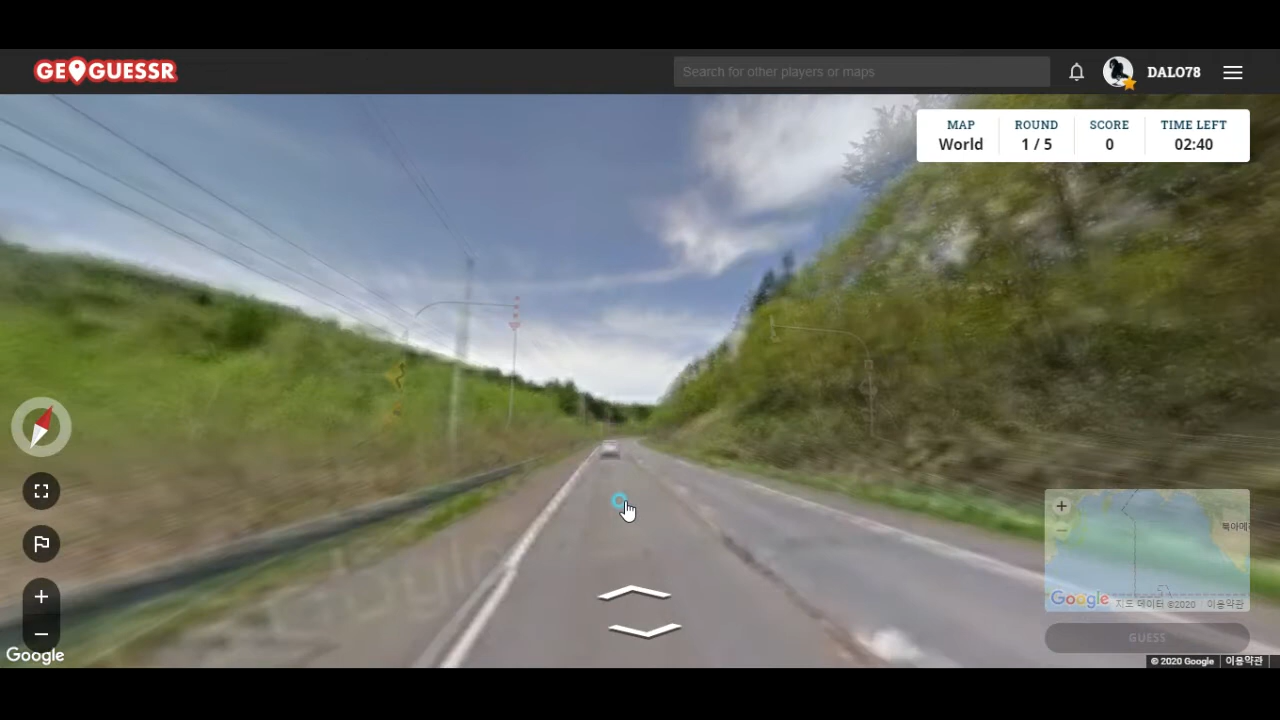 GEOGUESSR
Search for other players or maps
DALO78
MAP
World
ROUND
1 / 5
SCORE
0
TIME LEFT
02:40
+
−
+
−
Google
지도 데이터 ©2020
이용약관
GUESS
Google
© 2020 Google
이용약관